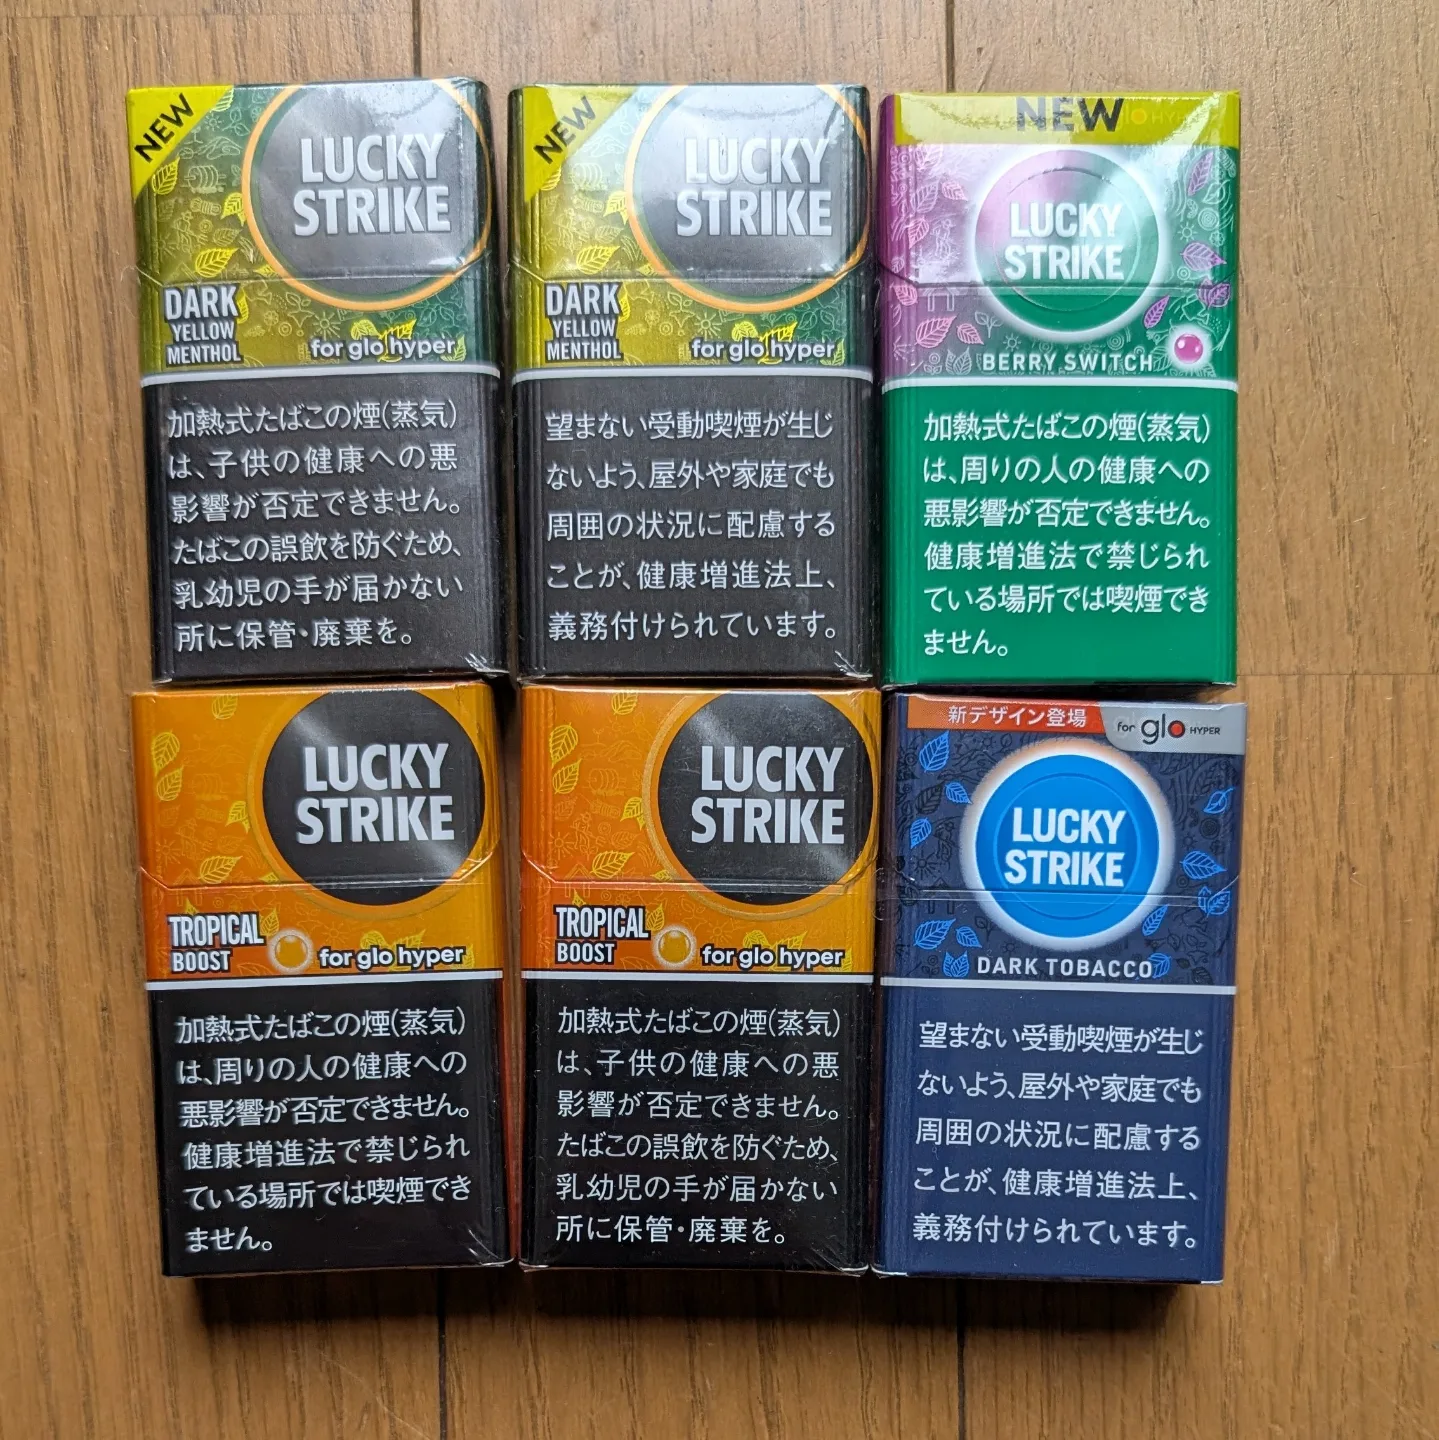 NEW
LUCKY
STRIKE
DARK
YELLOW
MENTHOL
for glo hyper
加熱式たばこの煙(蒸気)
は、子供の健康への悪
影響が否定できません。
たばこの誤飲を防ぐため、
乳幼児の手が届かない
所に保管・廃棄を。
NEW
LUCKY
STRIKE
DARK
YELLOW
MENTHOL
for glo hyper
望まない受動喫煙が生じ
ないよう、屋外や家庭でも
周囲の状況に配慮する
ことが、健康増進法上、
義務付けられています。
NEW
LUCKY
STRIKE
BERRY SWITCH
加熱式たばこの煙(蒸気)
は、周りの人の健康への
悪影響が否定できません。
健康増進法で禁じられ
ている場所では喫煙でき
ません。
LUCKY
STRIKE
TROPICAL
BOOST
for glo hyper
加熱式たばこの煙(蒸気)
は、周りの人の健康への
悪影響が否定できません。
健康増進法で禁じられ
ている場所では喫煙でき
ません。
LUCKY
STRIKE
TROPICAL
BOOST
for glo hyper
加熱式たばこの煙(蒸気)
は、子供の健康への悪
影響が否定できません。
たばこの誤飲を防ぐため、
乳幼児の手が届かない
所に保管・廃棄を。
新デザイン登場
for glo HYPER
LUCKY
STRIKE
DARK TOBACCO
望まない受動喫煙が生じ
ないよう、屋外や家庭でも
周囲の状況に配慮する
ことが、健康増進法上、
義務付けられています。